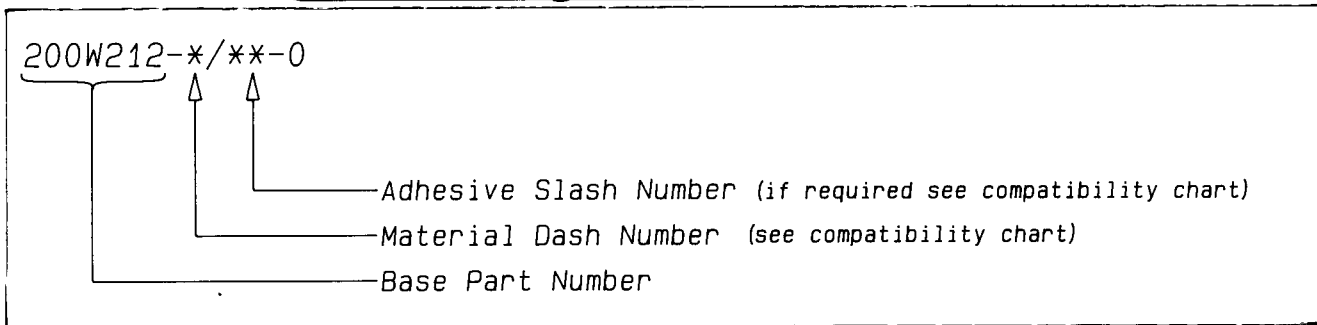 200W212-*/**-0
Adhesive Slash Number (if required see compatibility chart)
Material Dash Number (see compatibility chart)
Base Part Number